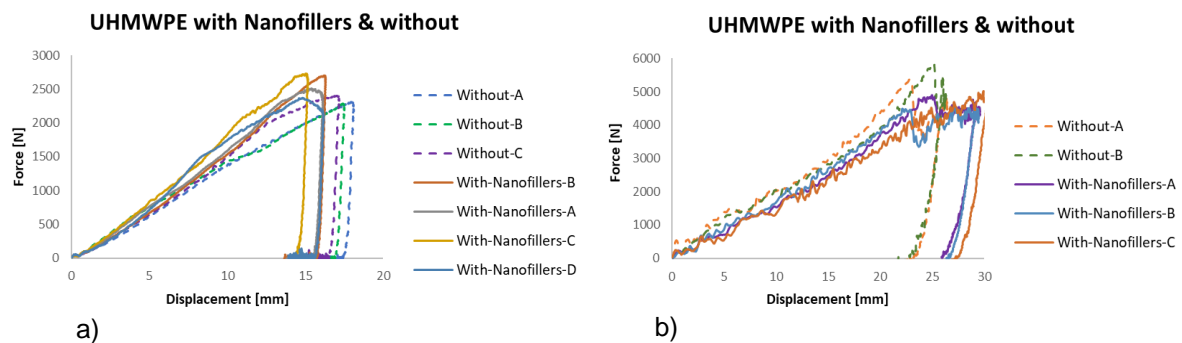 UHMWPE with Nanofillers & without
3000
2500
2000
1500
1000
500
0
Force [N]
0 5 10 15 20
Displacement [mm]
Without-A
Without-B
Without-C
With-Nanofillers-B
With-Nanofillers-A
With-Nanofillers-C
With-Nanofillers-D
a)
UHMWPE with Nanofillers & without
6000
5000
4000
3000
2000
1000
0
Force [N]
0 5 10 15 20 25 30
Displacement [mm]
Without-A
Without-B
With-Nanofillers-A
With-Nanofillers-B
With-Nanofillers-C
b)